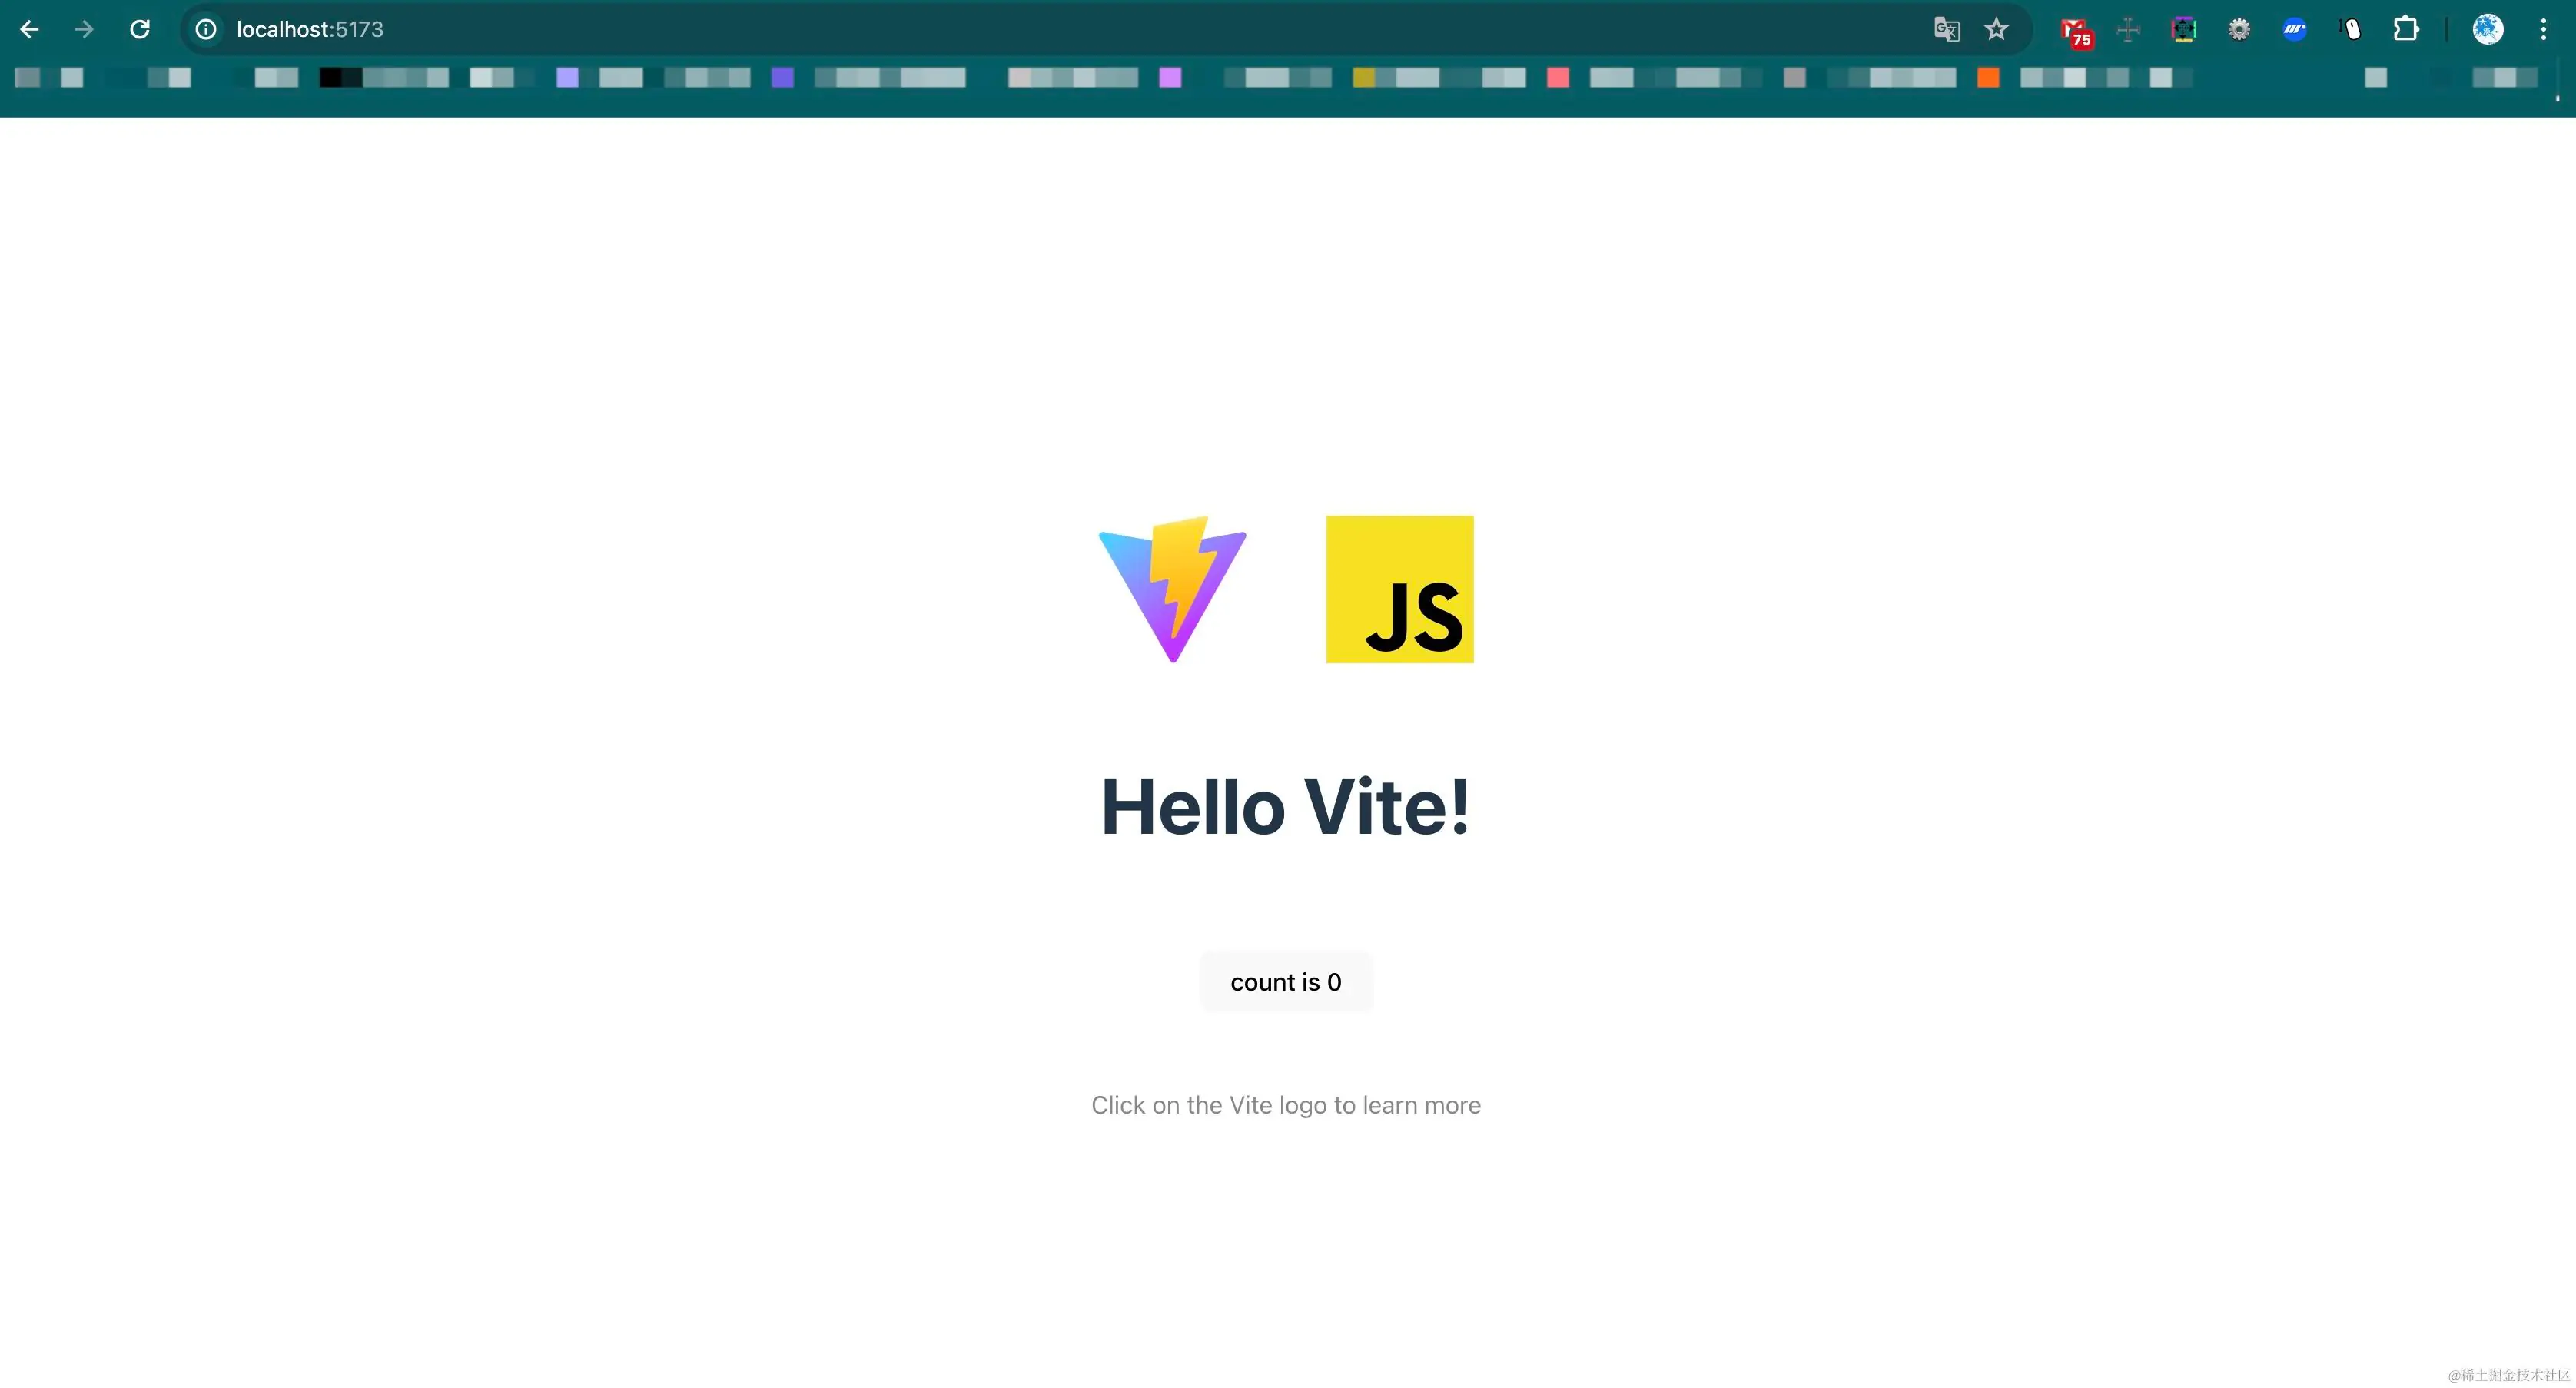 localhost:5173
75
JS
Hello Vite!
count is 0
Click on the Vite logo to learn more
@稀土掘金技术社区